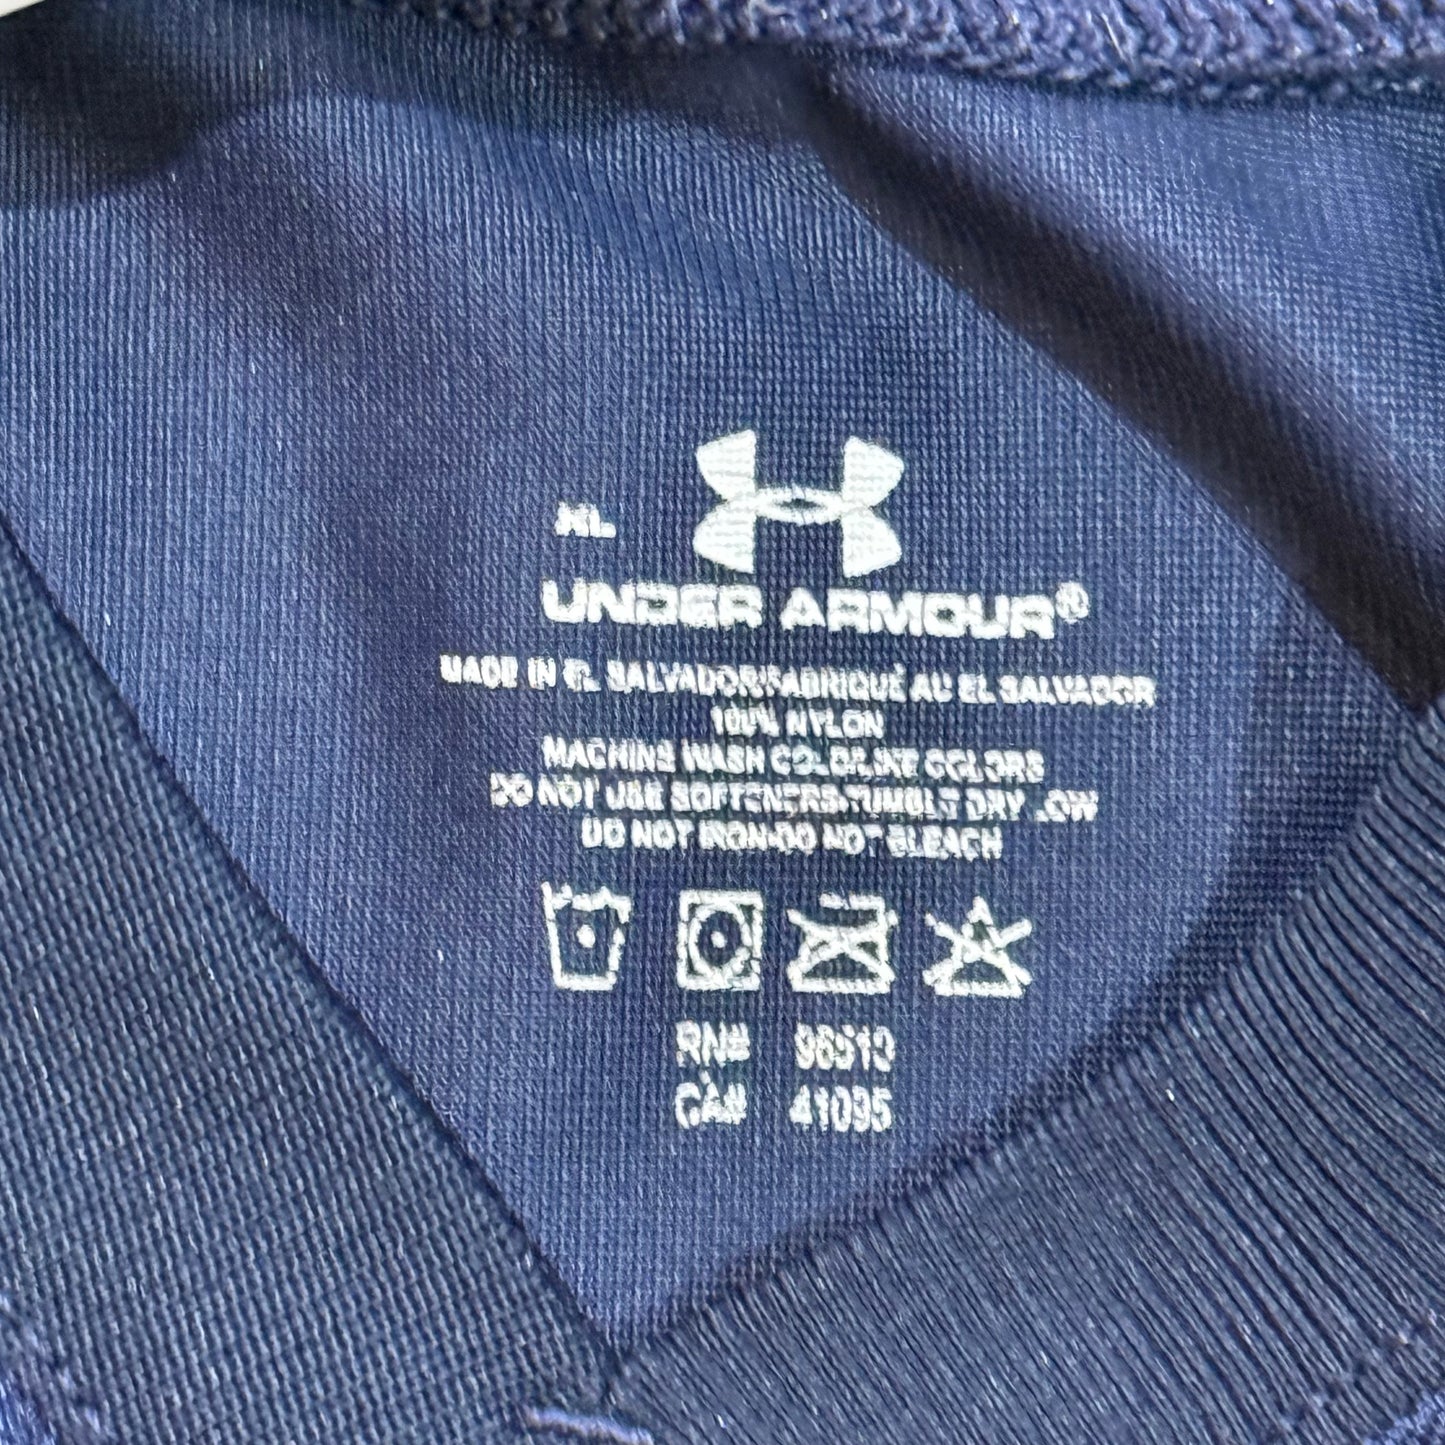 XL
UNDER ARMOUR®
MADE IN EL SALVADOR/FABRIQUÉ AU EL SALVADOR
100% NYLON
MACHINE WASH COLD•LIKE COLORS
DO NOT USE SOFTENERS•TUMBLE DRY LOW
DO NOT IRON•DO NOT BLEACH
RN# 96510
CA# 41095